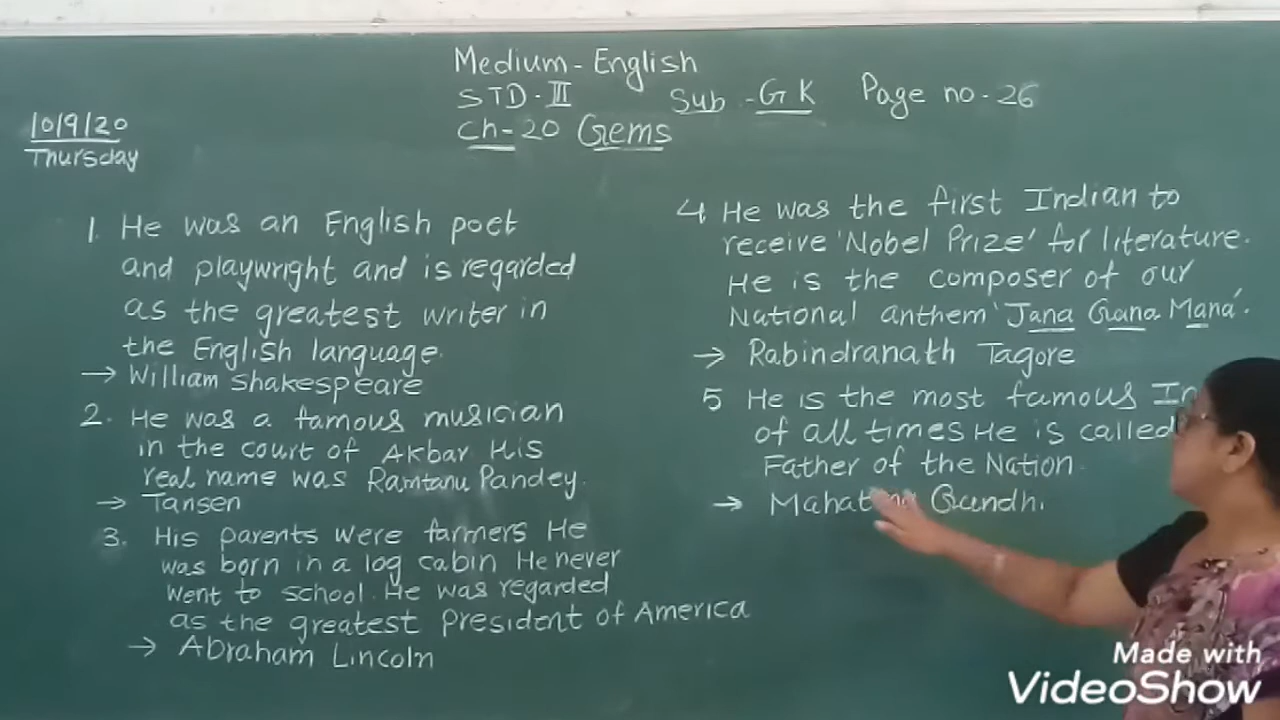 Medium - English
STD - III Sub - GK Page no - 26
Ch - 20 Gems
10/9/20
Thursday
1. He was an English poet
and playwright and is regarded
as the greatest writer in
the English language.
→ William Shakespeare
2. He was a famous musician
in the court of Akbar His
real name was Ramtanu Pandey.
→ Tansen
3. His parents were farmers He
was born in a log cabin He never
went to school. He was regarded
as the greatest president of America
→ Abraham Lincoln
4 He was the first Indian to
receive 'Nobel Prize' for literature.
He is the composer of our
National anthem 'Jana Gana Mana'.
→ Rabindranath Tagore
5 He is the most famous
of all times He is called
Father of the Nation.
→ Mahatma Gandhi
Made with
VideoShow